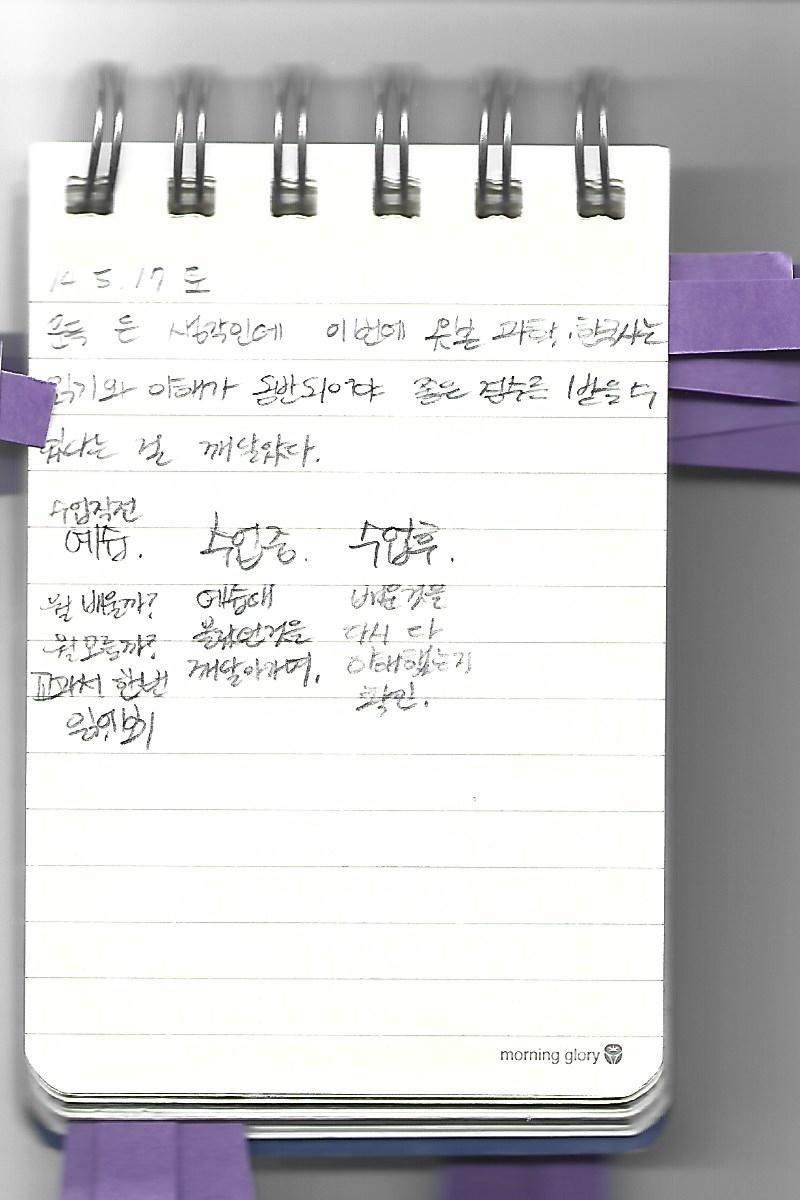 14. 5. 17 토
문득 든 생각인데 이번에 못본 과탐, 한국사는
읽기와 이해가 동반되어야 좋은 점수를 받을 수
있다는 걸 깨달았다.
수업직전
예습. 수업중. 수업후.
뭘 배울까? 예습때 배운것을
뭘 모를까? 몰랐던것을 다시 다
교과서 한번 깨달아가며. 이해했는지
읽어보기 확인.
morning glory